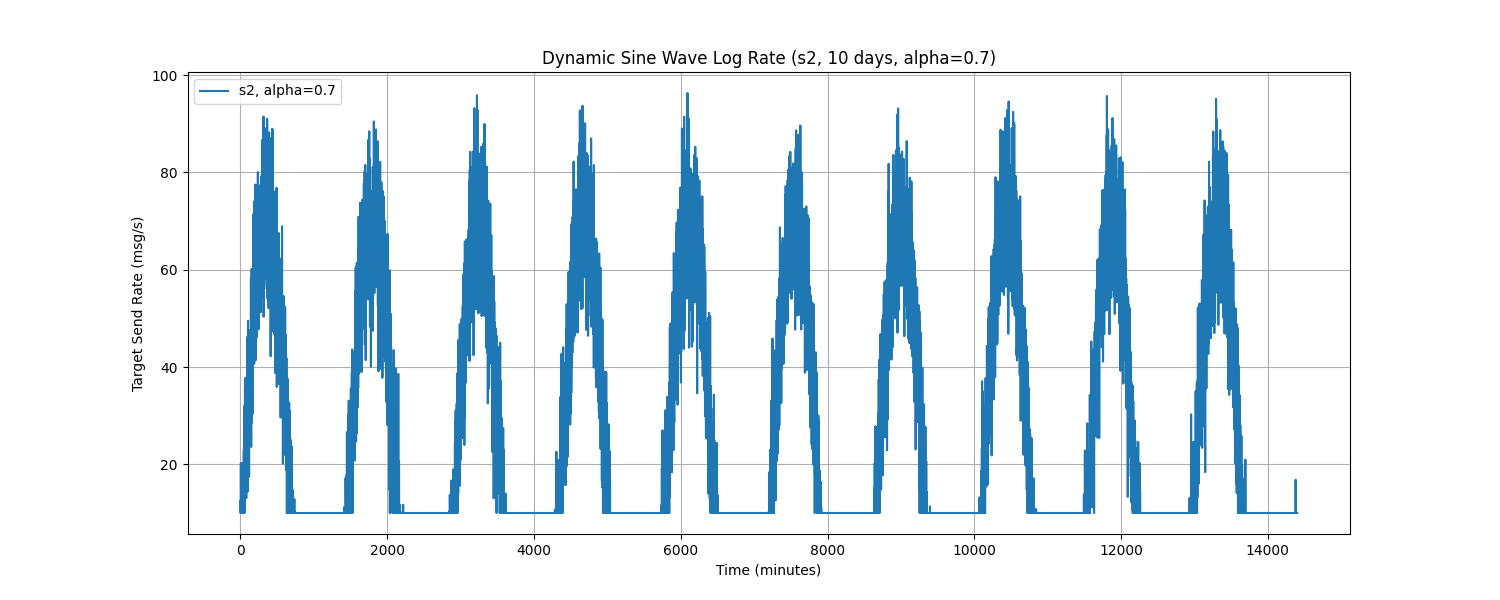 Dynamic Sine Wave Log Rate (s2, 10 days, alpha=0.7)
s2, alpha=0.7
Target Send Rate (msg/s)
100
80
60
40
20
0 2000 4000 6000 8000 10000 12000 14000
Time (minutes)